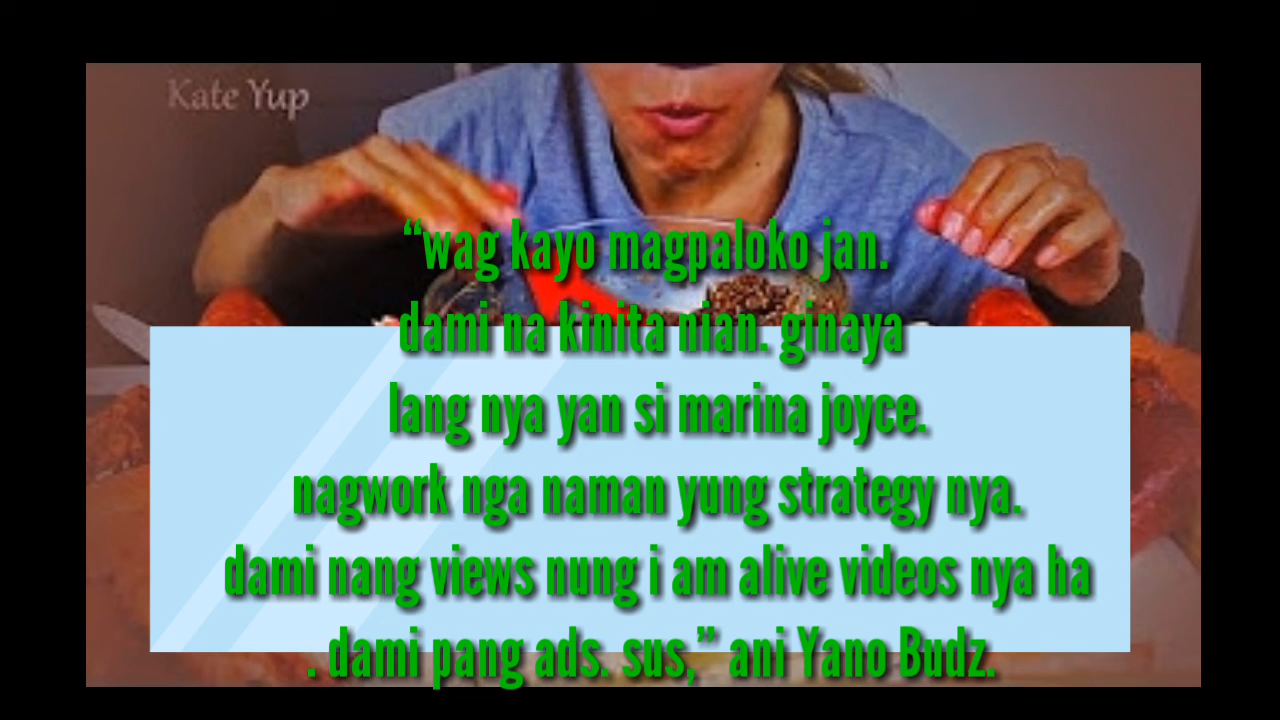 Kate Yup
“wag kayo magpaloko jan.
dami na kinita nian. ginaya
lang nya yan si marina joyce.
nagwork nga naman yung strategy nya.
dami nang views nung i am alive videos nya ha
. dami pang ads. sus,” ani Yano Budz.